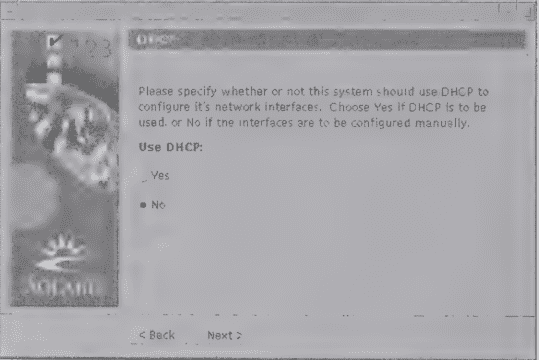 DHCP
Please specify whether or not this system should use DHCP to
configure it's network interfaces. Choose Yes if DHCP is to be
used, or No if the interfaces are to be configured manually.
Use DHCP:
Yes
No
SOLARIS
< Back Next >